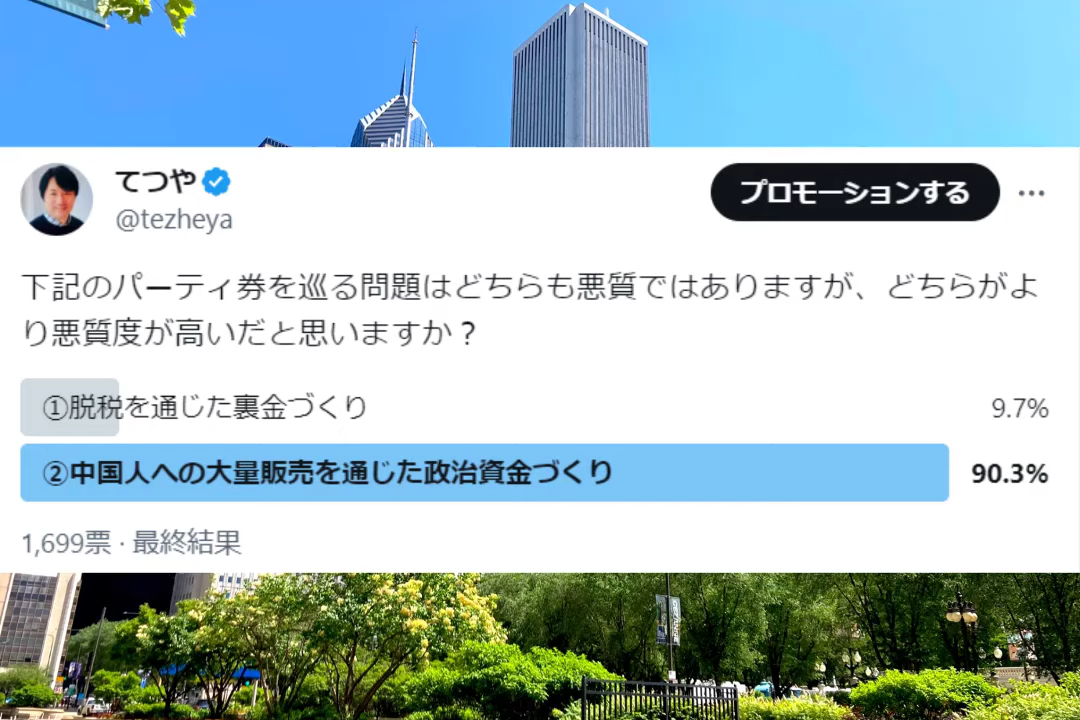 てつや
@tezheya
プロモーションする
下記のパーティ券を巡る問題はどちらも悪質ではありますが、どちらがよ
り悪質度が高いだと思いますか？
①脱税を通じた裏金づくり 9.7%
②中国人への大量販売を通じた政治資金づくり 90.3%
1,699票・最終結果